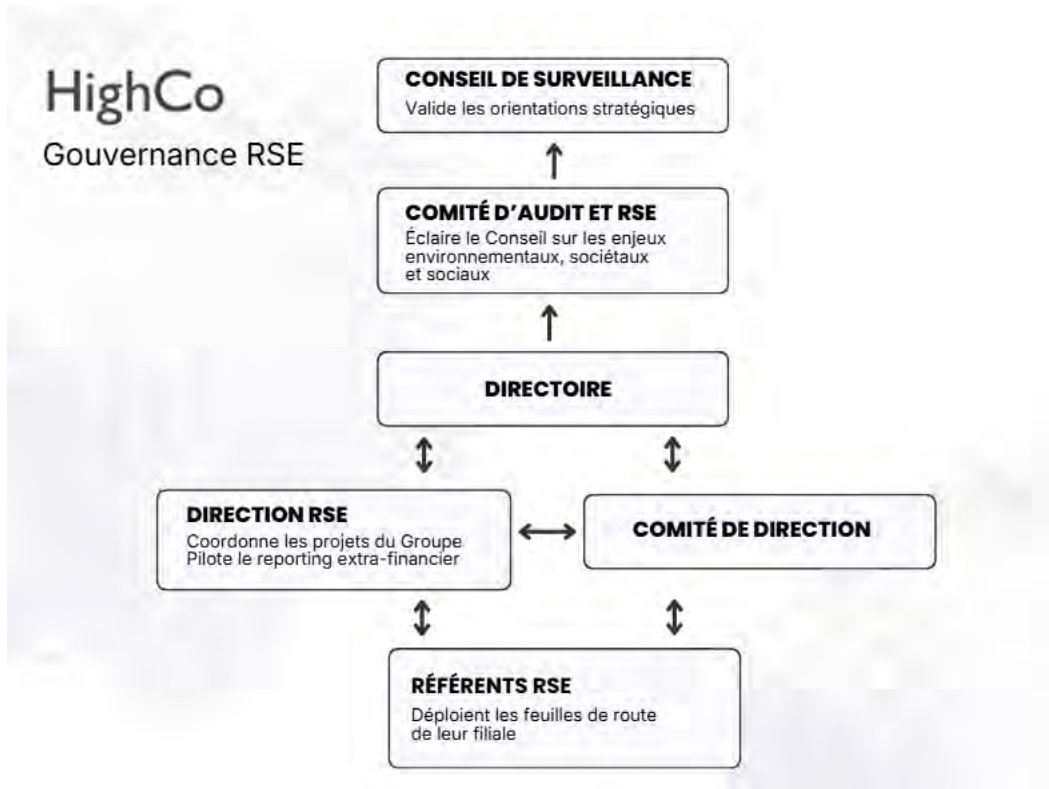 HighCo
Gouvernance RSE
CONSEIL DE SURVEILLANCE
Valide les orientations stratégiques
COMITÉ D'AUDIT ET RSE
Éclaire le Conseil sur les enjeux
environnementaux, sociétaux
et sociaux
DIRECTOIRE
DIRECTION RSE
Coordonne les projets du Groupe
Pilote le reporting extra-financier
COMITÉ DE DIRECTION
RÉFÉRENTS RSE
Déploient les feuilles de route
de leur filiale